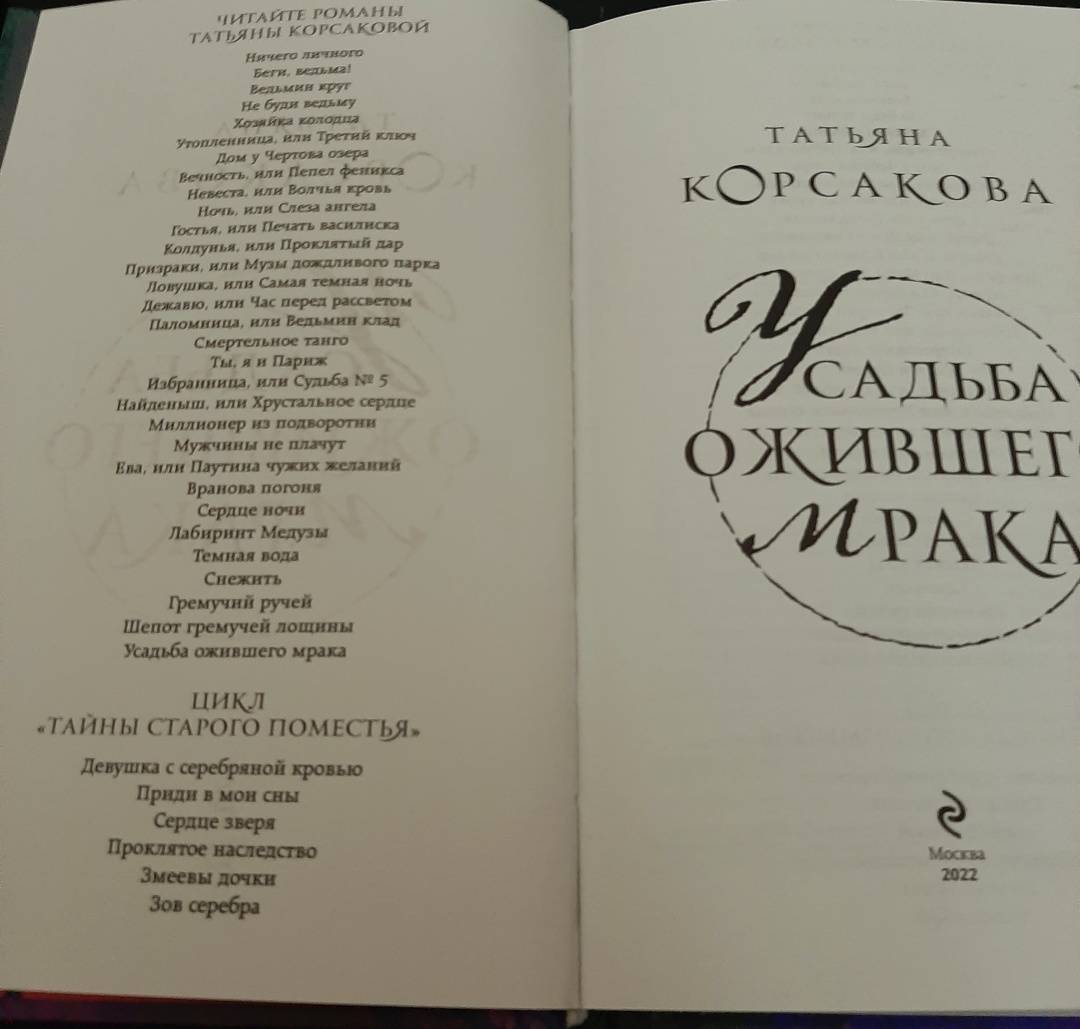 ЧИТАЙТЕ РОМАНЫ
ТАТЬЯНЫ КОРСАКОВОЙ
Ничего личного
Беги, ведьма!
Ведьмин круг
Не буди ведьму
Хозяйка колодца
Утопленница, или Третий ключ
Дом у Чертова озера
Вечность, или Пепел феникса
Невеста, или Волчья кровь
Ночь, или Слеза ангела
Гостья, или Печать василиска
Колдунья, или Проклятый дар
Призраки, или Музы дождливого парка
Ловушка, или Самая темная ночь
Дежавю, или Час перед рассветом
Паломница, или Ведьмин клад
Смертельное танго
Ты, я и Париж
Избранница, или Судьба № 5
Найденыш, или Хрустальное сердце
Миллионер из подворотни
Мужчины не плачут
Ева, или Паутина чужих желаний
Вранова погоня
Сердце ночи
Лабиринт Медузы
Темная вода
Снежить
Гремучий ручей
Шепот гремучей лощины
Усадьба ожившего мрака
ЦИКЛ
«ТАЙНЫ СТАРОГО ПОМЕСТЬЯ»
Девушка с серебряной кровью
Приди в мои сны
Сердце зверя
Проклятое наследство
Змеевы дочки
Зов серебра
ТАТЬЯНА
КОРСАКОВА
УСАДЬБА
ОЖИВШЕГО
МРАКА
Москва
2022